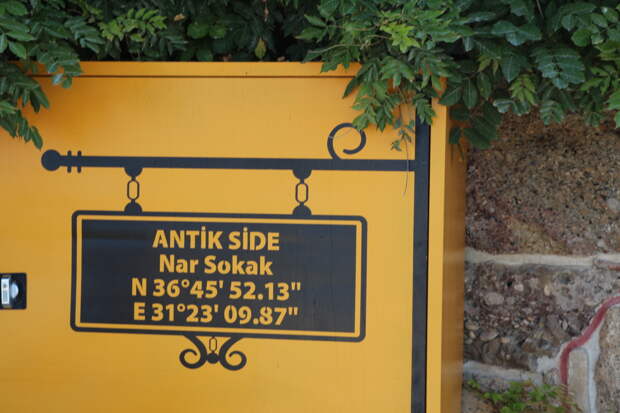 ANTİK SİDE
Nar Sokak
N 36°45' 52.13"
E 31°23' 09.87"